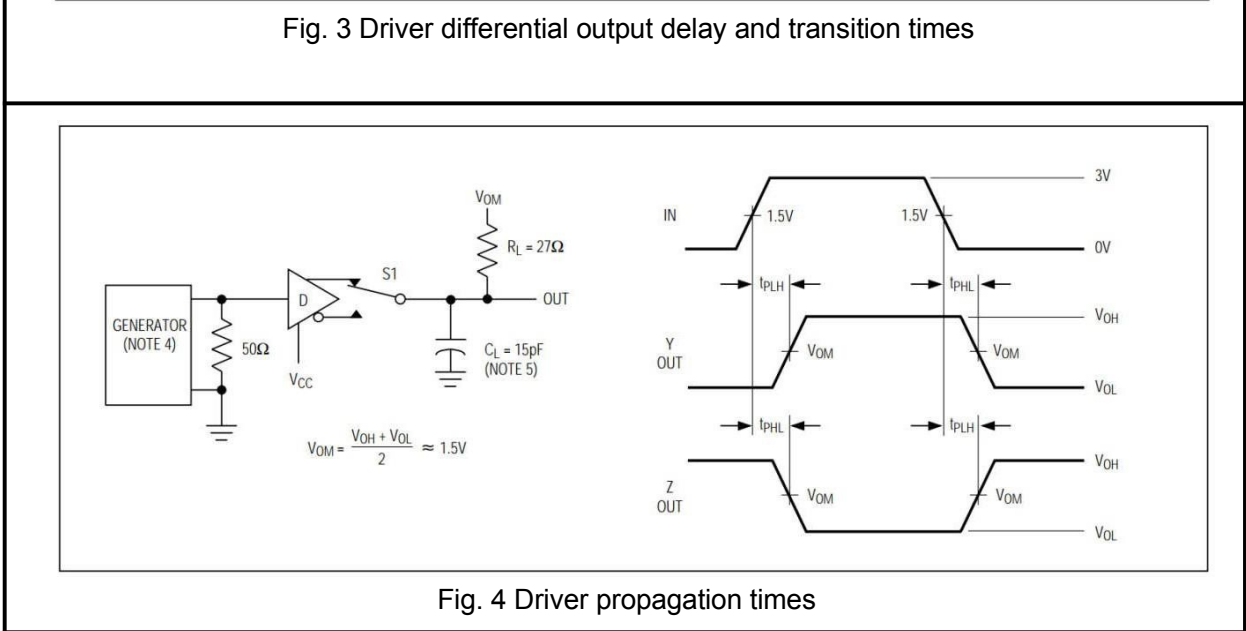 Fig. 3 Driver differential output delay and transition times
VOM
RL = 27Ω
S1
D
OUT
GENERATOR
(NOTE 4)
50Ω
VCC
CL = 15pF
(NOTE 5)
VOM = VOH + VOL / 2 ≈ 1.5V
IN
1.5V
1.5V
3V
0V
tPLH
tPHL
Y
OUT
VOM
VOM
VOH
VOL
tPHL
tPLH
Z
OUT
VOM
VOM
VOH
VOL
Fig. 4 Driver propagation times